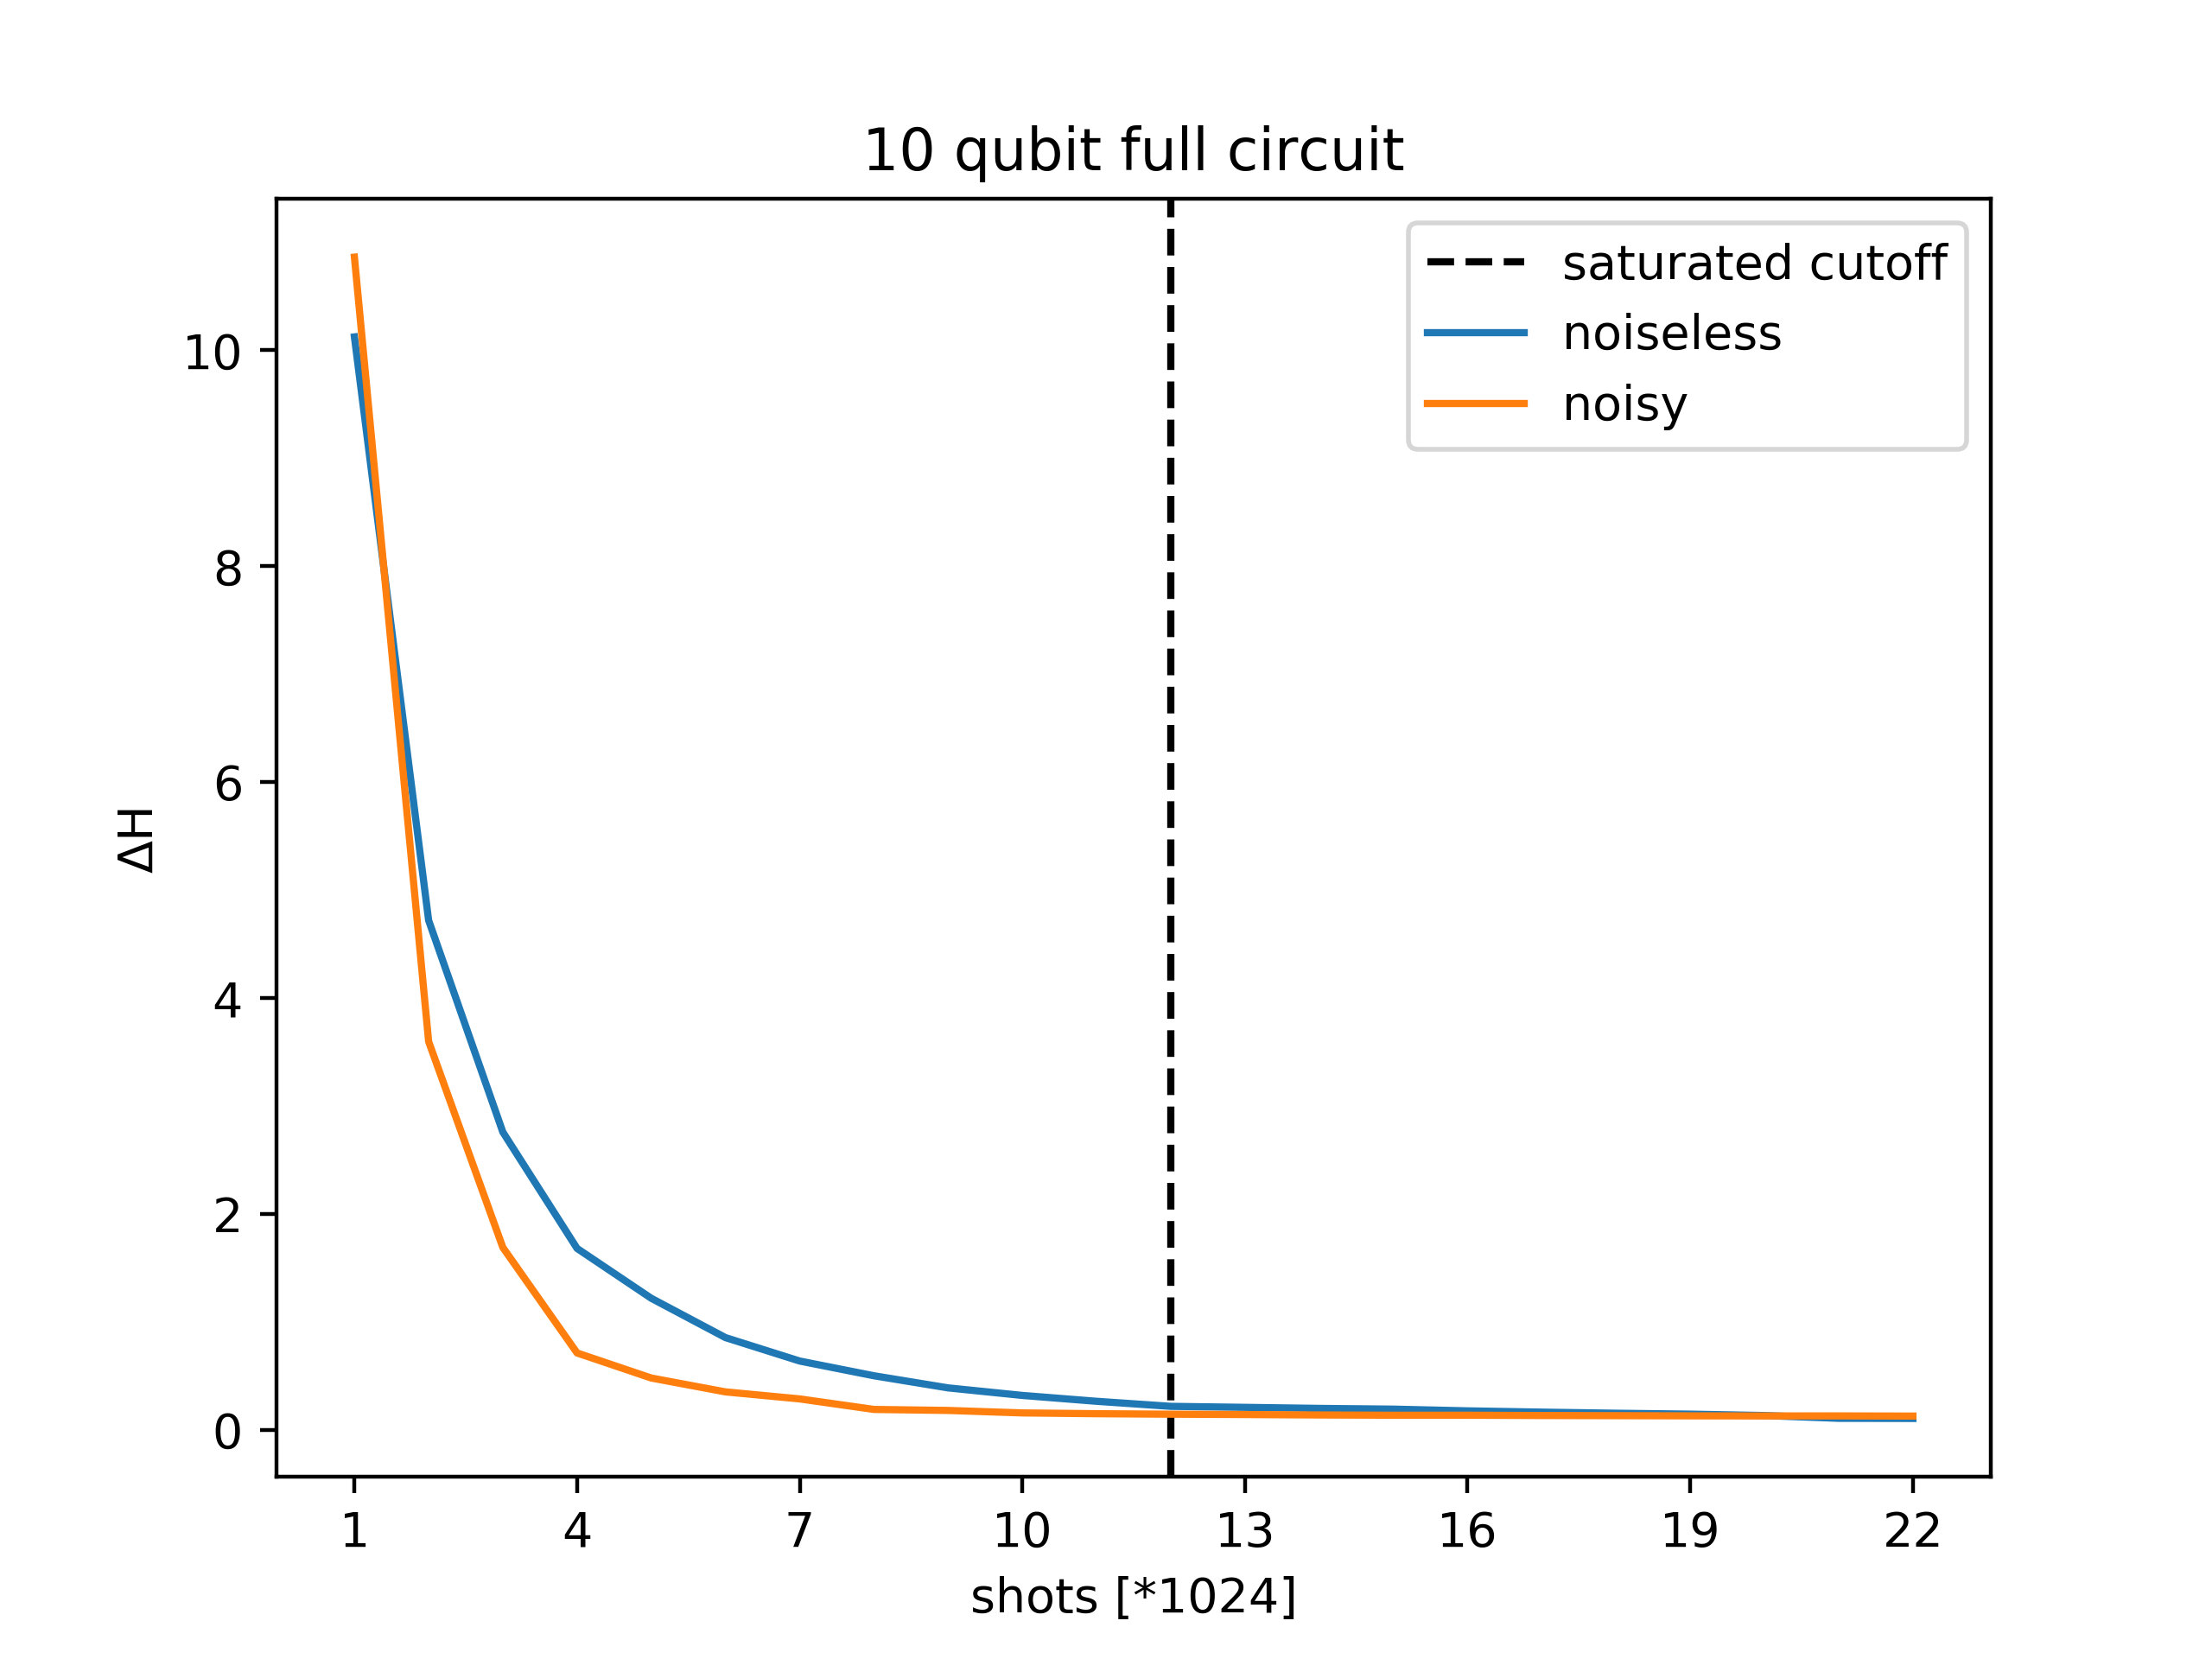 10 qubit full circuit
saturated cutoff
noiseless
noisy
10
8
6
4
2
0
ΔH
1 4 7 10 13 16 19 22
shots [*1024]